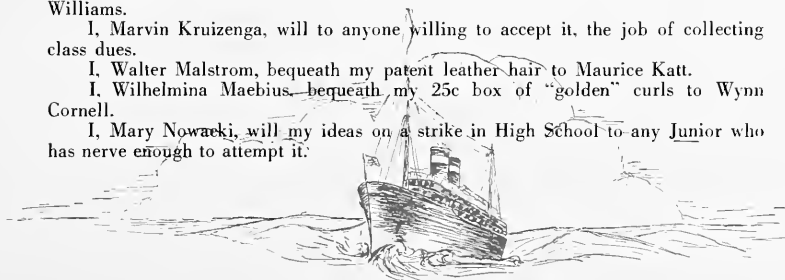 Williams.
I, Marvin Kruizenga, will to anyone willing to accept it, the job of collecting
class dues.
I, Walter Malstrom, bequeath my patent leather hair to Maurice Katt.
I, Wilhelmina Maebius, bequeath my 25c box of "golden" curls to Wynn
Cornell.
I, Mary Nowacki, will my ideas on a strike in High School to any Junior who
has nerve enough to attempt it.